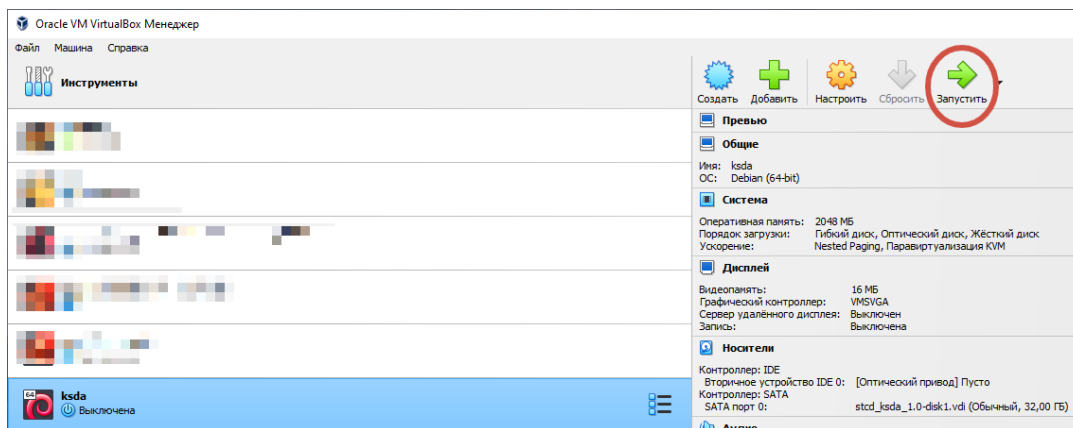 Oracle VM VirtualBox Менеджер
Файл Машина Справка
Инструменты
Создать Добавить Настроить Сбросить Запустить
Превью
Общие
Имя: ksda
ОС: Debian (64-bit)
Система
Оперативная память: 2048 МБ
Порядок загрузки: Гибкий диск, Оптический диск, Жёсткий диск
Ускорение: Nested Paging, Паравиртуализация KVM
Дисплей
Видеопамять: 16 МБ
Графический контроллер: VMSVGA
Сервер удалённого дисплея: Выключен
Запись: Выключена
Носители
Контроллер: IDE
Вторичное устройство IDE 0: [Оптический привод] Пусто
Контроллер: SATA
SATA порт 0: stcd_ksda_1.0-disk1.vdi (Обычный, 32,00 ГБ)
Аудио
64
ksda
Выключена